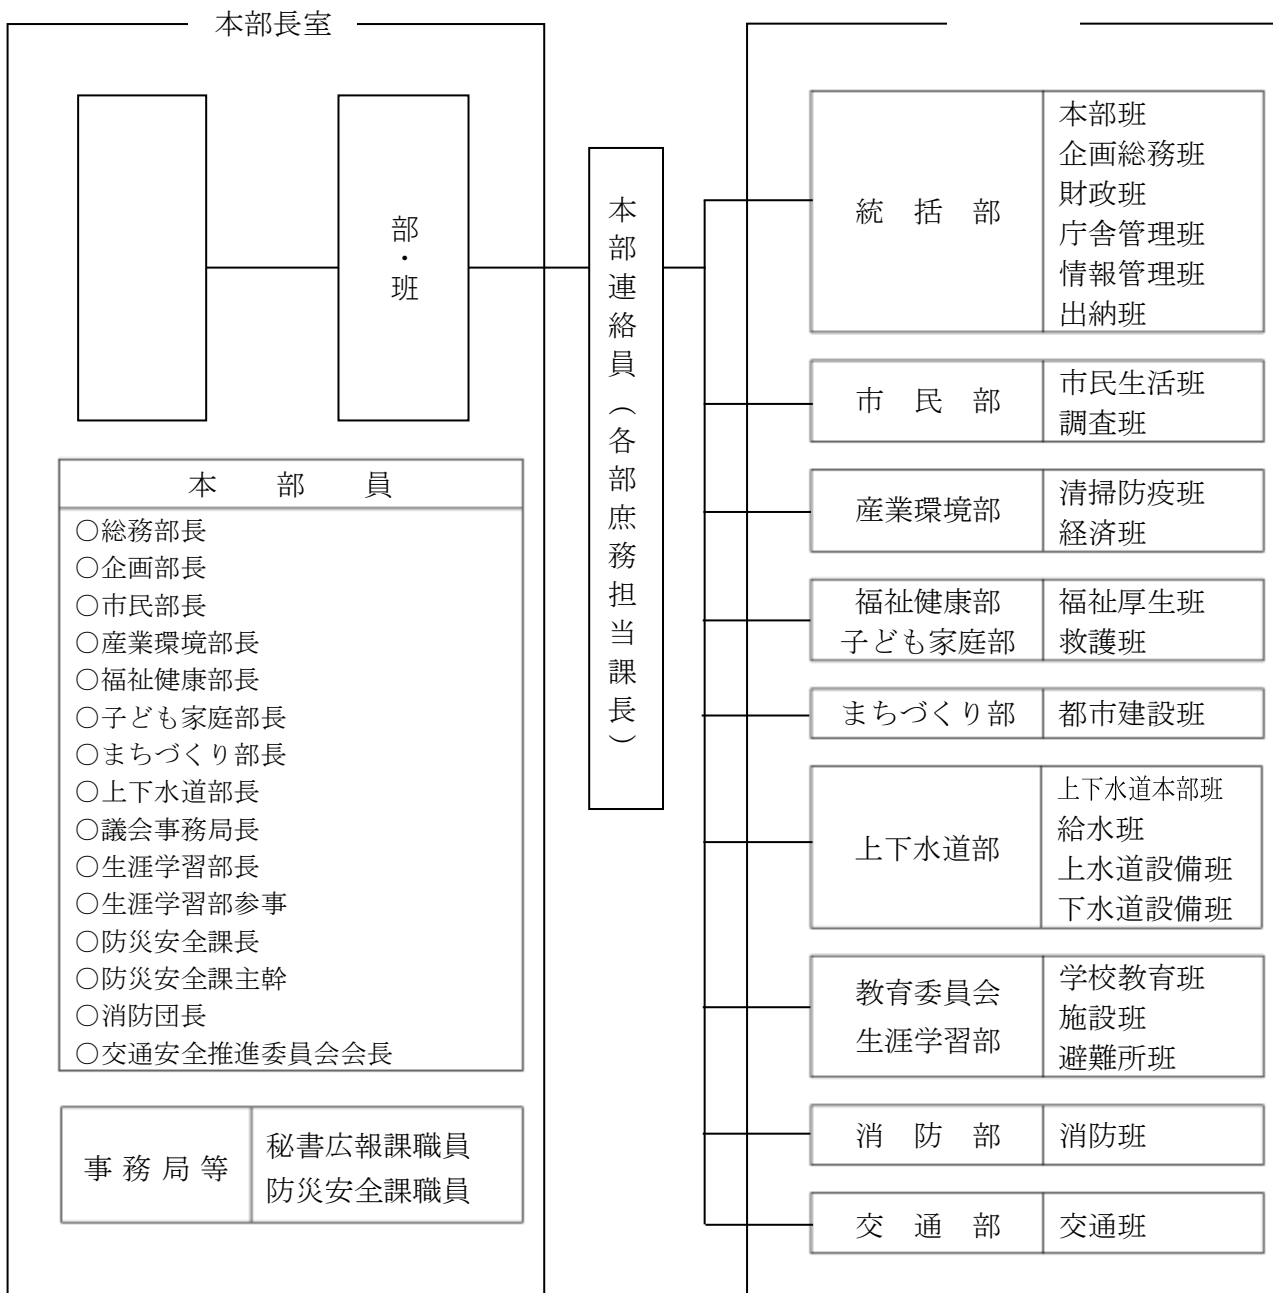 本部長室
部・班
本部員
○総務部長
○企画部長
○市民部長
○産業環境部長
○福祉健康部長
○子ども家庭部長
○まちづくり部長
○上下水道部長
○議会事務局長
○生涯学習部長
○生涯学習部参事
○防災安全課長
○防災安全課主幹
○消防団長
○交通安全推進委員会会長
事務局等
秘書広報課職員
防災安全課職員
本部連絡員（各部庶務担当課長）
統括部
本部班
企画総務班
財政班
庁舎管理班
情報管理班
出納班
市民部
市民生活班
調査班
産業環境部
清掃防疫班
経済班
福祉健康部
子ども家庭部
福祉厚生班
救護班
まちづくり部
都市建設班
上下水道部
上下水道本部班
給水班
上水道設備班
下水道設備班
教育委員会
生涯学習部
学校教育班
施設班
避難所班
消防部
消防班
交通部
交通班